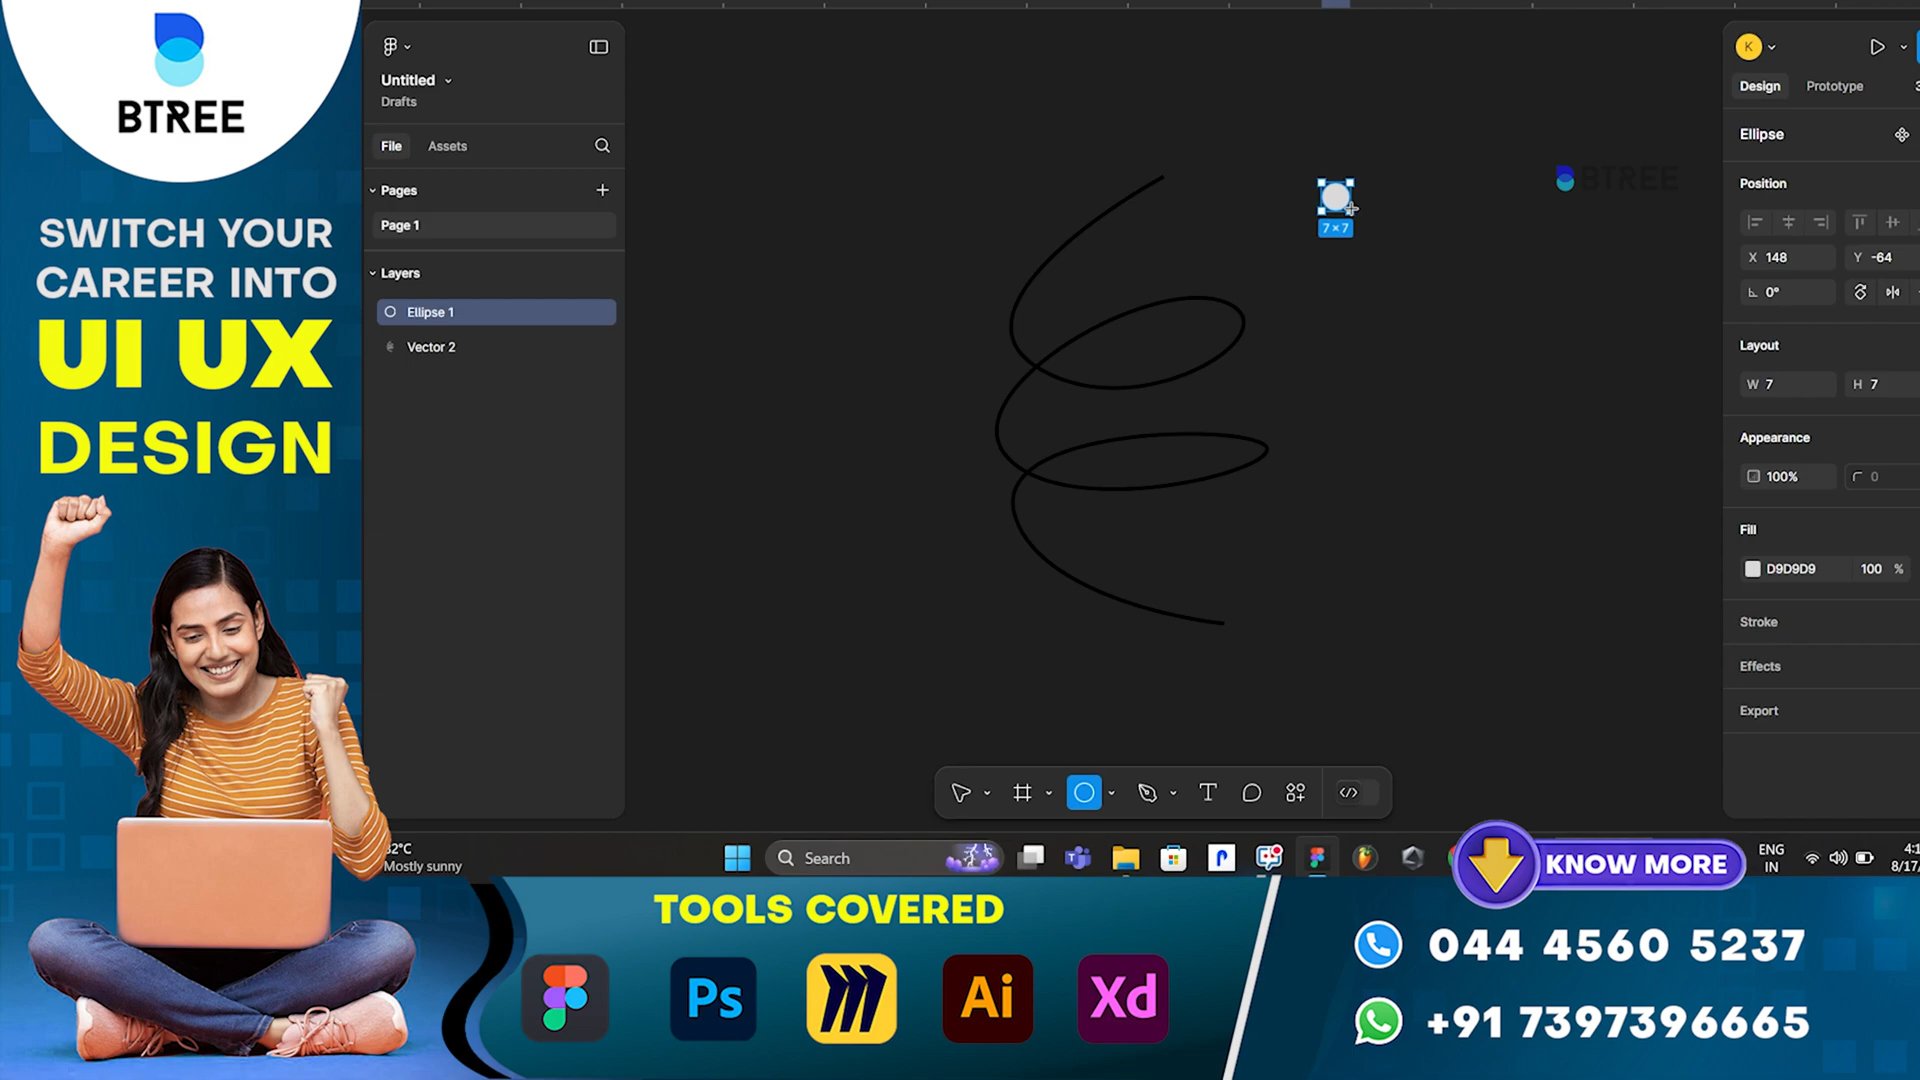 BTREE
SWITCH YOUR
CAREER INTO
UI UX
DESIGN
Untitled
Drafts
File Assets
Pages
Page 1
Layers
Ellipse 1
Vector 2
7 × 7
BTREE
K
Design Prototype
Ellipse
Position
X 148 Y -64
0°
Layout
W 7 H 7
Appearance
100% 0
Fill
D9D9D9 100 %
Stroke
Effects
Export
Mostly sunny
Search
ENG
IN
8/17/
KNOW MORE
TOOLS COVERED
Ps
Ai
Xd
044 4560 5237
+91 7397396665